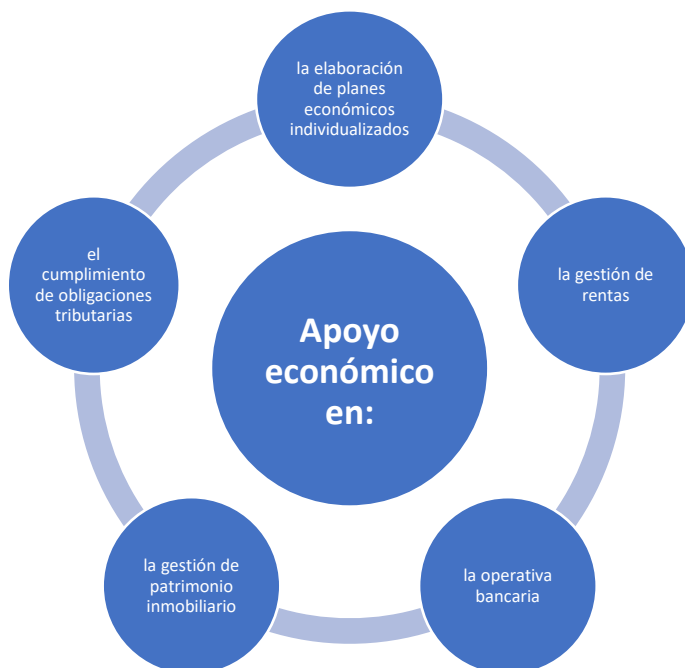 la elaboración
de planes
económicos
individualizados
la gestión de
rentas
la operativa
bancaria
la gestión de
patrimonio
inmobiliario
el
cumplimiento
de obligaciones
tributarias
Apoyo
económico
en: